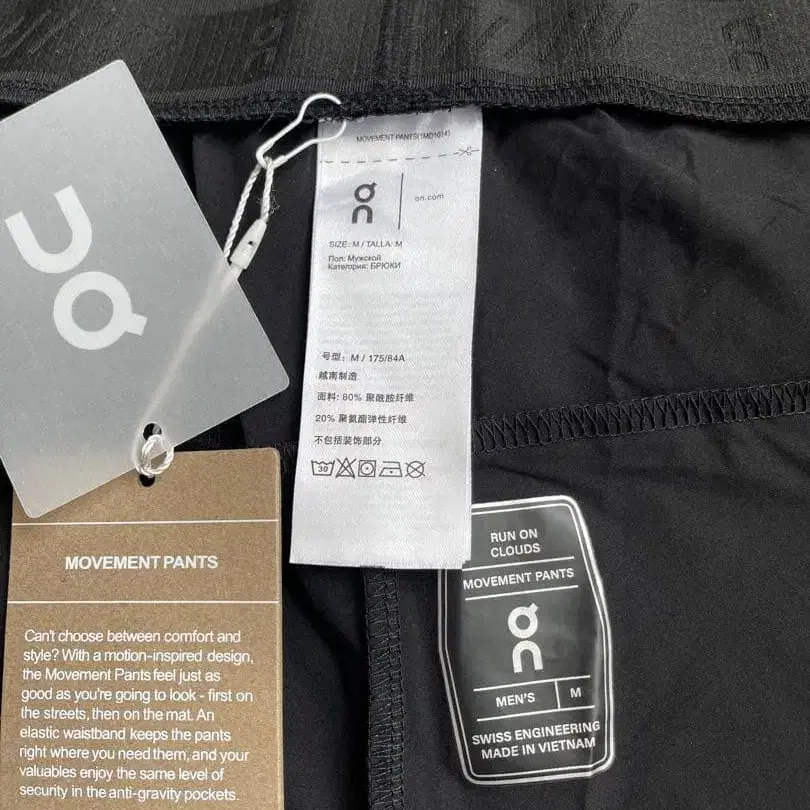 MOVEMENT PANTS(1MD1014)
on.com
SIZE: M / TALLA: M
Пол: Мужской
Категория: БРЮКИ
号型: M / 175/84A
越南制造
面料: 80% 聚酰胺纤维
20% 聚氨酯弹性纤维
不包括装饰部分
30
MOVEMENT PANTS
Can't choose between comfort and
style? With a motion-inspired design,
the Movement Pants feel just as
good as you're going to look - first on
the streets, then on the mat. An
elastic waistband keeps the pants
right where you need them, and your
valuables enjoy the same level of
security in the anti-gravity pockets.
RUN ON
CLOUDS
MOVEMENT PANTS
MEN'S M
SWISS ENGINEERING
MADE IN VIETNAM